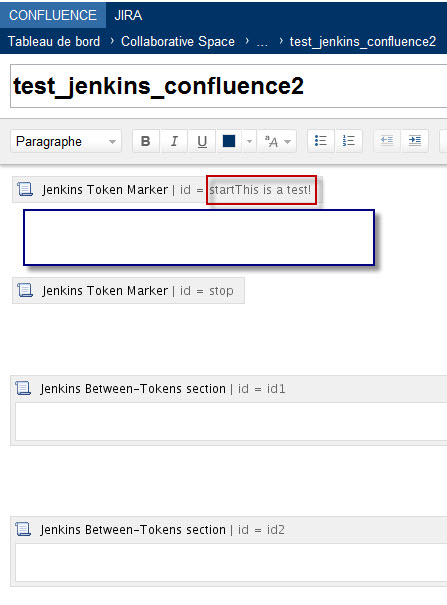 CONFLUENCE JIRA
Tableau de bord › Collaborative Space › ... › test_jenkins_confluence2
test_jenkins_confluence2
Paragraphe B I U aA
Jenkins Token Marker | id = startThis is a test!
Jenkins Token Marker | id = stop
Jenkins Between-Tokens section | id = id1
Jenkins Between-Tokens section | id = id2